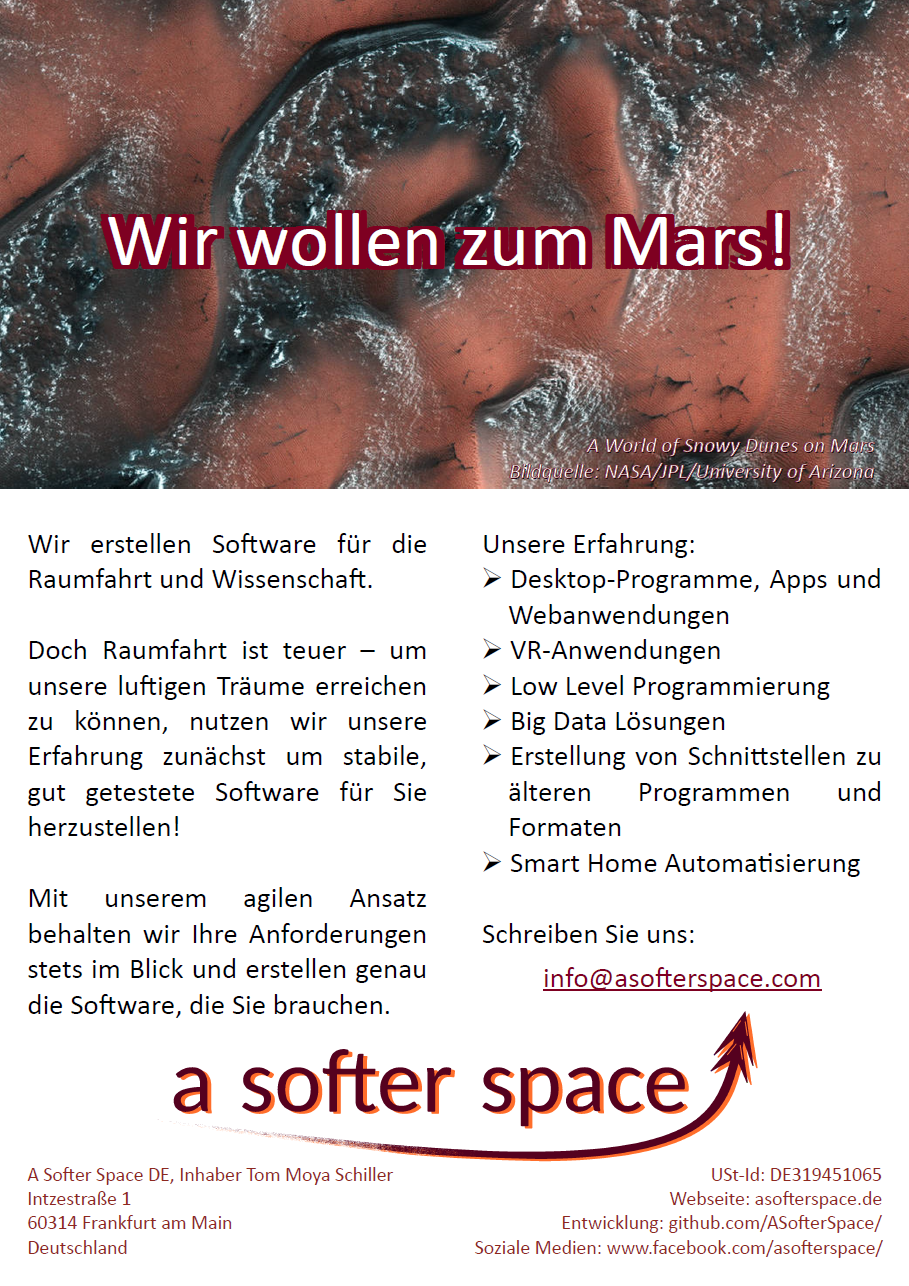 Wir wollen zum Mars!
A World of Snowy Dunes on Mars
Bildquelle: NASA/JPL/University of Arizona
Wir erstellen Software für die
Raumfahrt und Wissenschaft.
Doch Raumfahrt ist teuer – um
unsere luftigen Träume erreichen
zu können, nutzen wir unsere
Erfahrung zunächst um stabile,
gut getestete Software für Sie
herzustellen!
Mit unserem agilen Ansatz
behalten wir Ihre Anforderungen
stets im Blick und erstellen genau
die Software, die Sie brauchen.
Unsere Erfahrung:
➢ Desktop-Programme, Apps und
Webanwendungen
➢ VR-Anwendungen
➢ Low Level Programmierung
➢ Big Data Lösungen
➢ Erstellung von Schnittstellen zu
älteren Programmen und
Formaten
➢ Smart Home Automatisierung
Schreiben Sie uns:
info@asofterspace.com
a softer space
A Softer Space DE, Inhaber Tom Moya Schiller
Intzestraße 1
60314 Frankfurt am Main
Deutschland
USt-Id: DE319451065
Webseite: asofterspace.de
Entwicklung: github.com/ASofterSpace/
Soziale Medien: www.facebook.com/asofterspace/